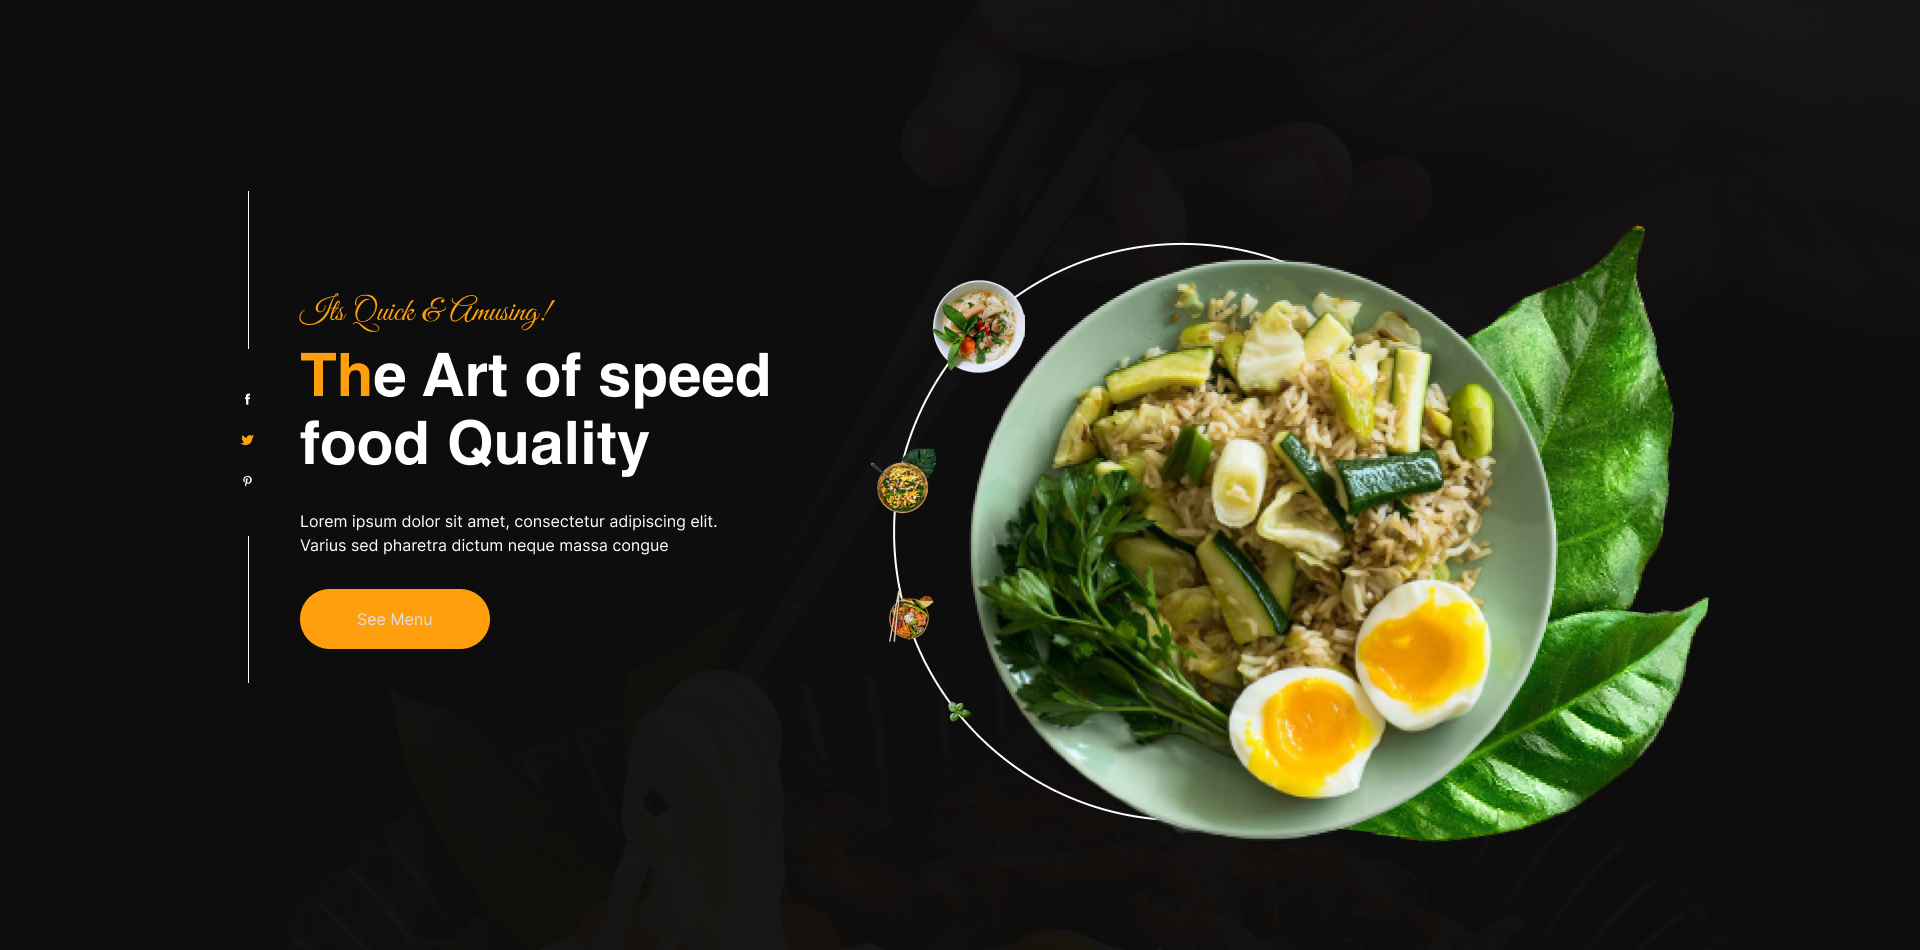 Its Quick & Amusing!
The Art of speed
food Quality
Lorem ipsum dolor sit amet, consectetur adipiscing elit.
Varius sed pharetra dictum neque massa congue
See Menu